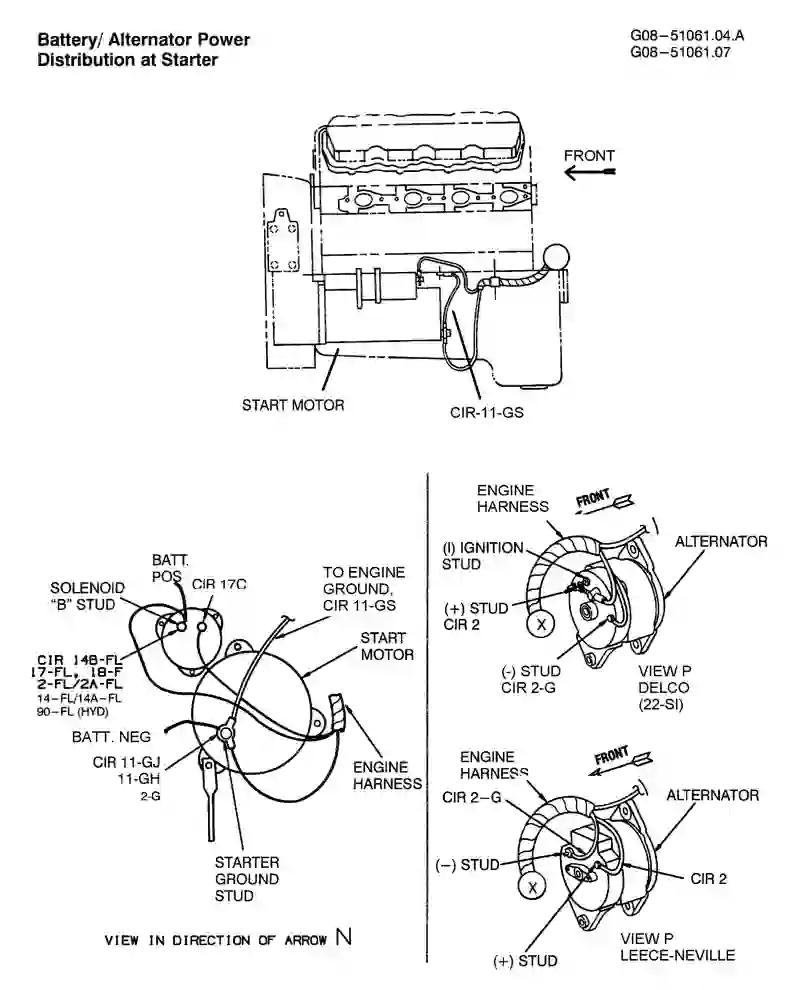 Battery/ Alternator Power
Distribution at Starter
G08-51061.04.A
G08-51061.07
FRONT
START MOTOR
CIR-11-GS
BATT.
POS
CIR 17C
SOLENOID
"B" STUD
TO ENGINE
GROUND,
CIR 11-GS
START
MOTOR
CIR 14B-FL
17-FL, 18-F
2-FL/2A-FL
14-FL/14A-FL
90-FL (HYD)
BATT. NEG
CIR 11-GJ
11-GH
2-G
ENGINE
HARNESS
STARTER
GROUND
STUD
VIEW IN DIRECTION OF ARROW N
ENGINE
HARNESS
FRONT
(I) IGNITION
STUD
ALTERNATOR
(+) STUD
CIR 2
X
(-) STUD
CIR 2-G
VIEW P
DELCO
(22-SI)
ENGINE
HARNESS
FRONT
CIR 2-G
ALTERNATOR
(-) STUD
X
CIR 2
(+) STUD
VIEW P
LEECE-NEVILLE